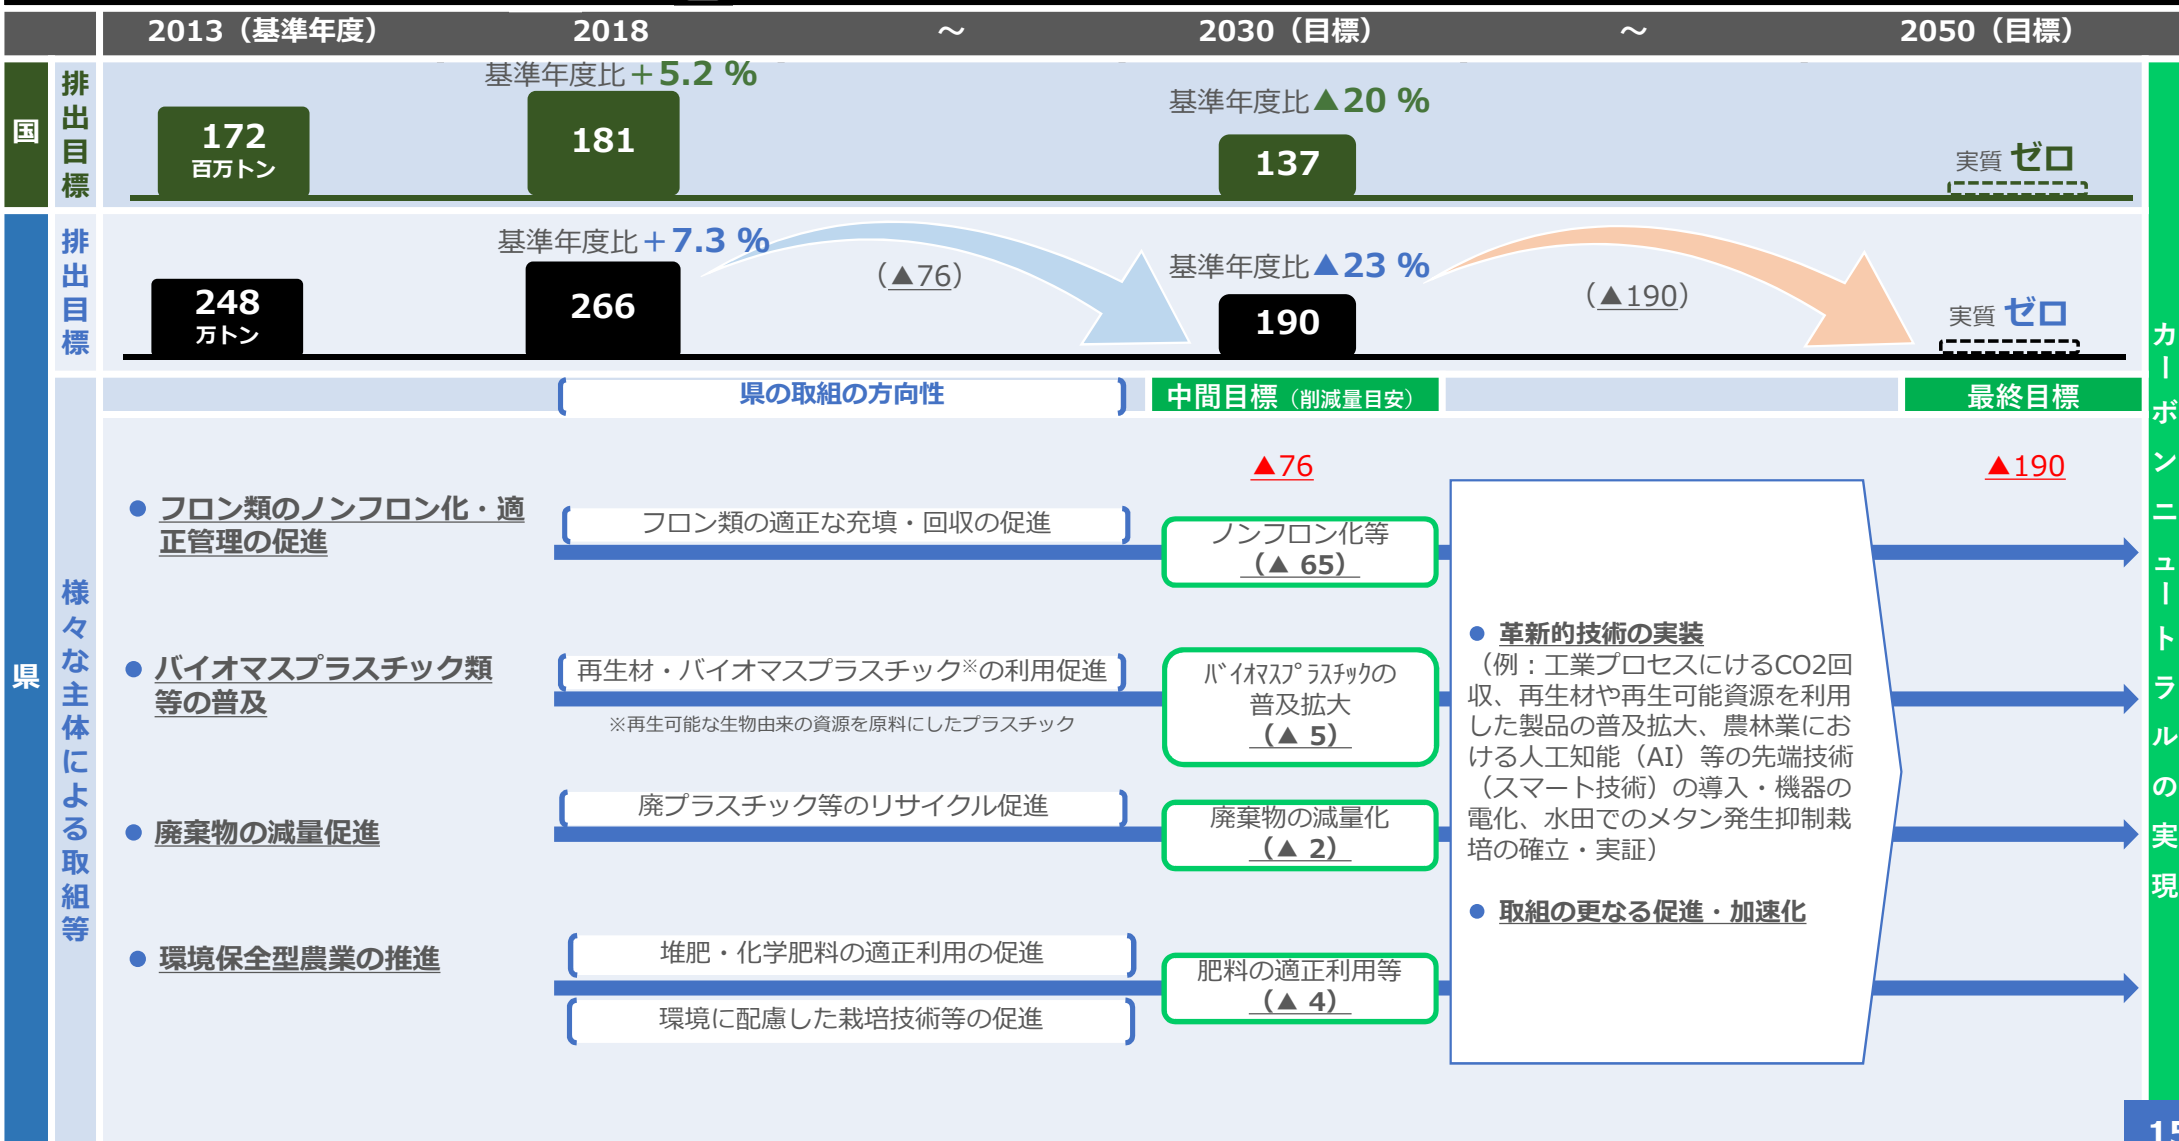 2013（基準年度） 2018 ～ 2030（目標） ～ 2050（目標）
国
排出目標
基準年度比＋5.2 %
基準年度比▲20 %
172
百万トン
181
137
実質 ゼロ
県
排出目標
基準年度比＋7.3 %
（▲76）
基準年度比▲23 %
（▲190）
248
万トン
266
190
実質 ゼロ
県の取組の方向性
中間目標（削減量目安）
最終目標
▲76
▲190
様々な主体による取組等
● フロン類のノンフロン化・適
正管理の促進
フロン類の適正な充填・回収の促進
ノンフロン化等
（▲ 65）
● バイオマスプラスチック類
等の普及
再生材・バイオマスプラスチック※の利用促進
※再生可能な生物由来の資源を原料にしたプラスチック
ﾊﾞｲｵﾏｽﾌﾟﾗｽﾁｯｸの
普及拡大
（▲ 5）
● 廃棄物の減量促進
廃プラスチック等のリサイクル促進
廃棄物の減量化
（▲ 2）
● 環境保全型農業の推進
堆肥・化学肥料の適正利用の促進
環境に配慮した栽培技術等の促進
肥料の適正利用等
（▲ 4）
● 革新的技術の実装
（例：工業プロセスにけるCO2回
収、再生材や再生可能資源を利用
した製品の普及拡大、農林業にお
ける人工知能（AI）等の先端技術
（スマート技術）の導入・機器の
電化、水田でのメタン発生抑制栽
培の確立・実証）
● 取組の更なる促進・加速化
カーボンニュートラルの実現